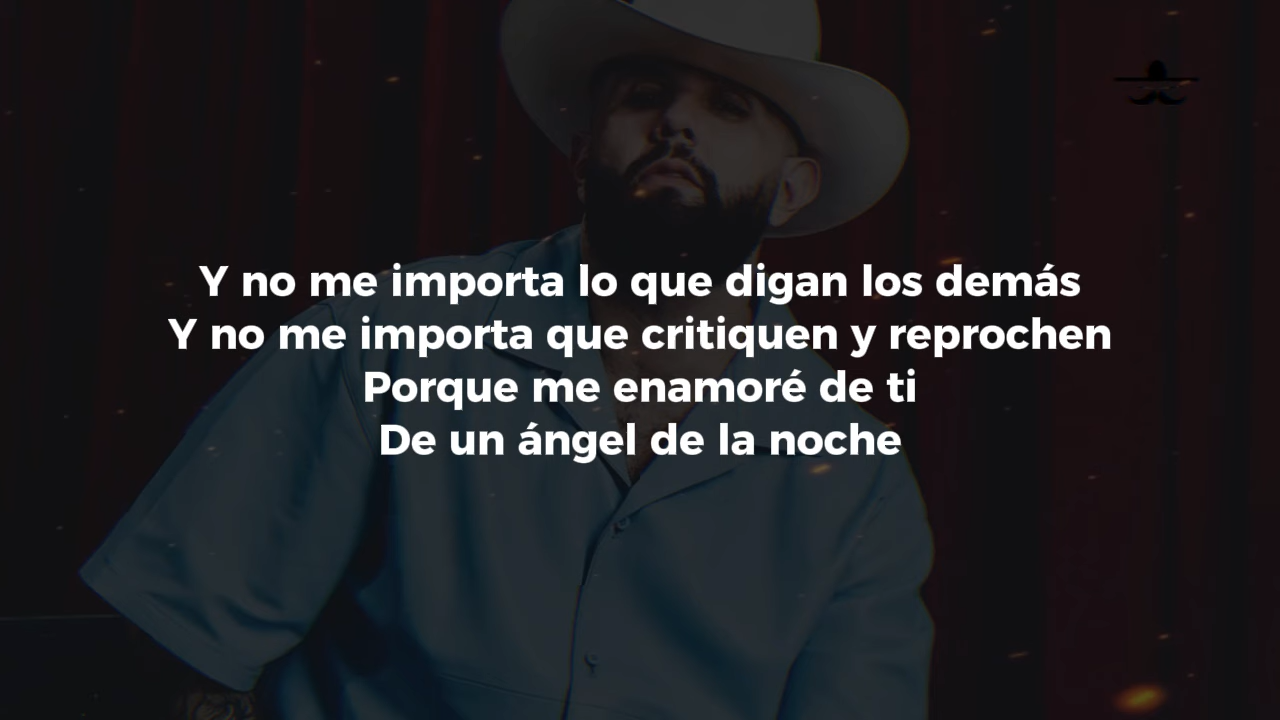 Y no me importa lo que digan los demás
Y no me importa que critiquen y reprochen
Porque me enamoré de ti
De un ángel de la noche